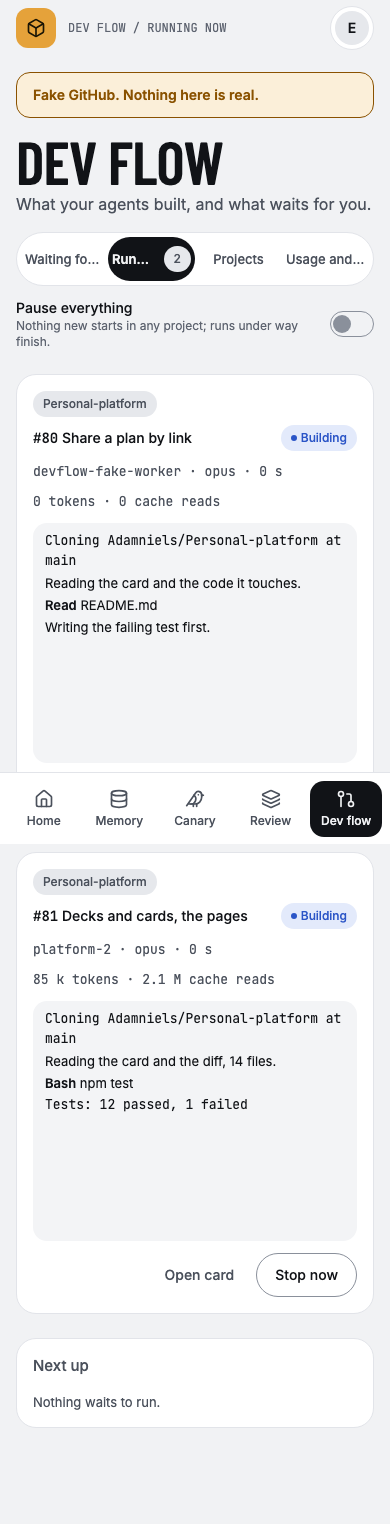 DEV FLOW / RUNNING NOW
E
Fake GitHub. Nothing here is real.
DEV FLOW
What your agents built, and what waits for you.
Waiting fo... Run... 2 Projects Usage and...
Pause everything
Nothing new starts in any project; runs under way
finish.
Personal-platform
#80 Share a plan by link
Building
devflow-fake-worker · opus · 0 s
0 tokens · 0 cache reads
Cloning Adamniels/Personal-platform at
main
Reading the card and the code it touches.
Read README.md
Writing the failing test first.
Home Memory Canary Review Dev flow
Personal-platform
#81 Decks and cards, the pages
Building
platform-2 · opus · 0 s
85 k tokens · 2.1 M cache reads
Cloning Adamniels/Personal-platform at
main
Reading the card and the diff, 14 files.
Bash npm test
Tests: 12 passed, 1 failed
Open card Stop now
Next up
Nothing waits to run.